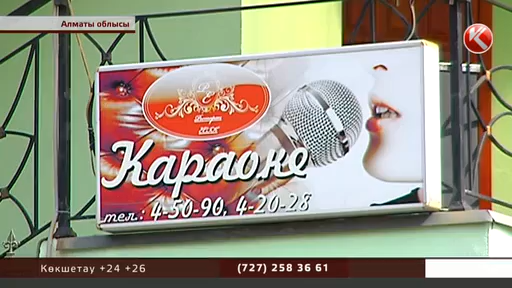 Алматы облысы
Караоке
тел: 4-50-90, 4-20-28
Көкшетау +24 +26
(727) 258 36 61